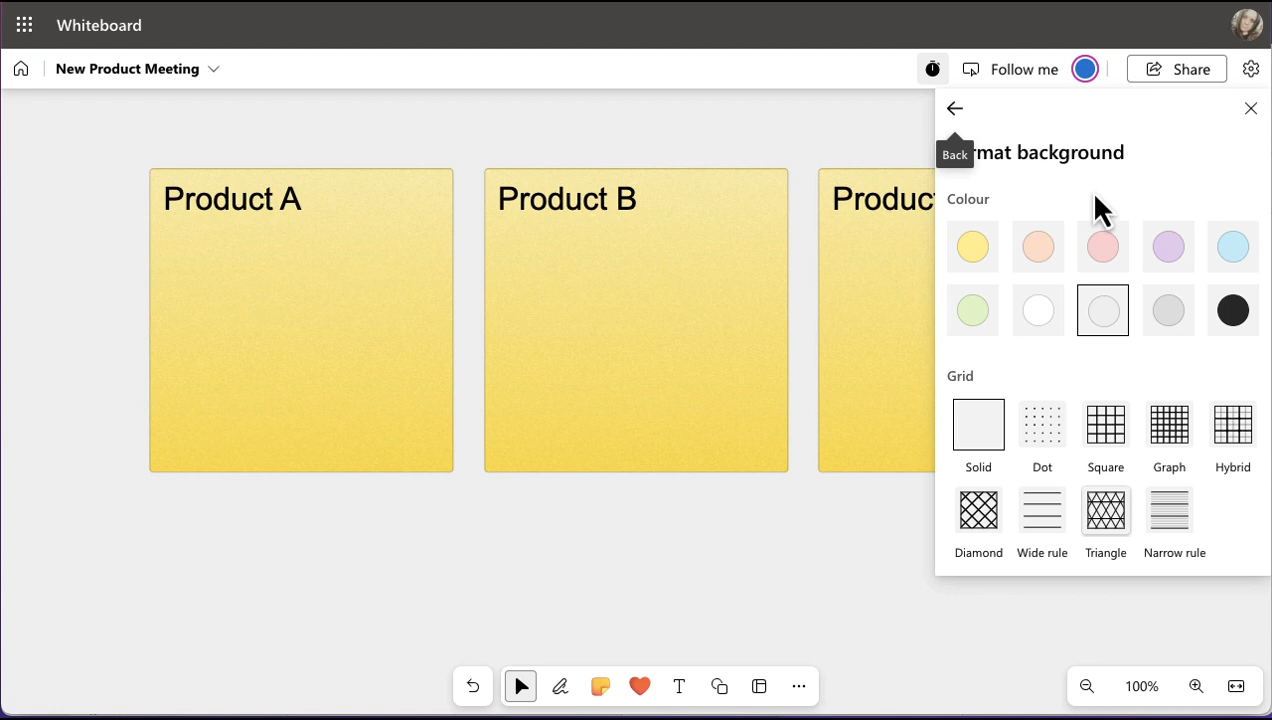 Whiteboard
New Product Meeting
Follow me
Share
Back
rmat background
Product A
Product B
Product
Colour
Grid
Solid
Dot
Square
Graph
Hybrid
Diamond
Wide rule
Triangle
Narrow rule
100%